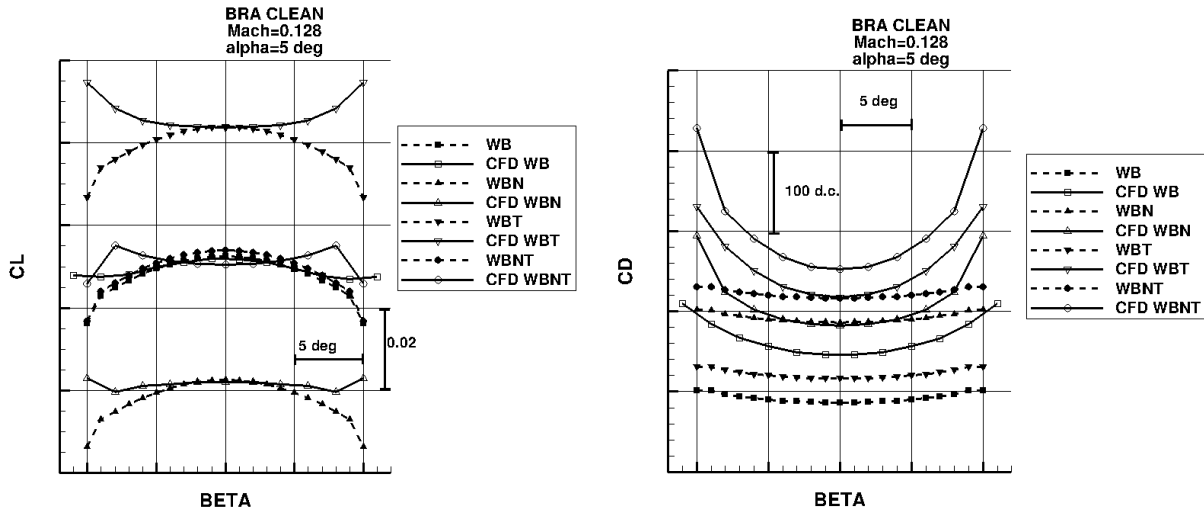 BRA CLEAN
Mach=0.128
alpha=5 deg
CL
WB
CFD WB
WBN
CFD WBN
WBT
CFD WBT
WBNT
CFD WBNT
5 deg
0.02
BETA
BRA CLEAN
Mach=0.128
alpha=5 deg
5 deg
100 d.c.
CD
WB
CFD WB
WBN
CFD WBN
WBT
CFD WBT
WBNT
CFD WBNT
BETA